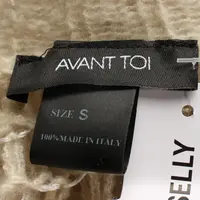 AVANT TOI
SIZE S
100% MADE IN ITALY
SELLY